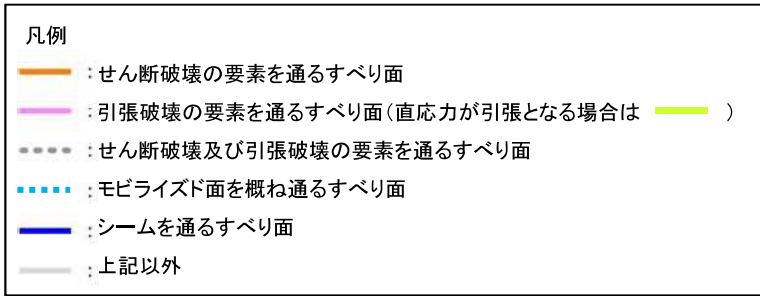 凡例
：せん断破壊の要素を通るすべり面
：引張破壊の要素を通るすべり面（直応力が引張となる場合は　　）
：せん断破壊及び引張破壊の要素を通るすべり面
：モビライズド面を概ね通るすべり面
：シームを通るすべり面
：上記以外